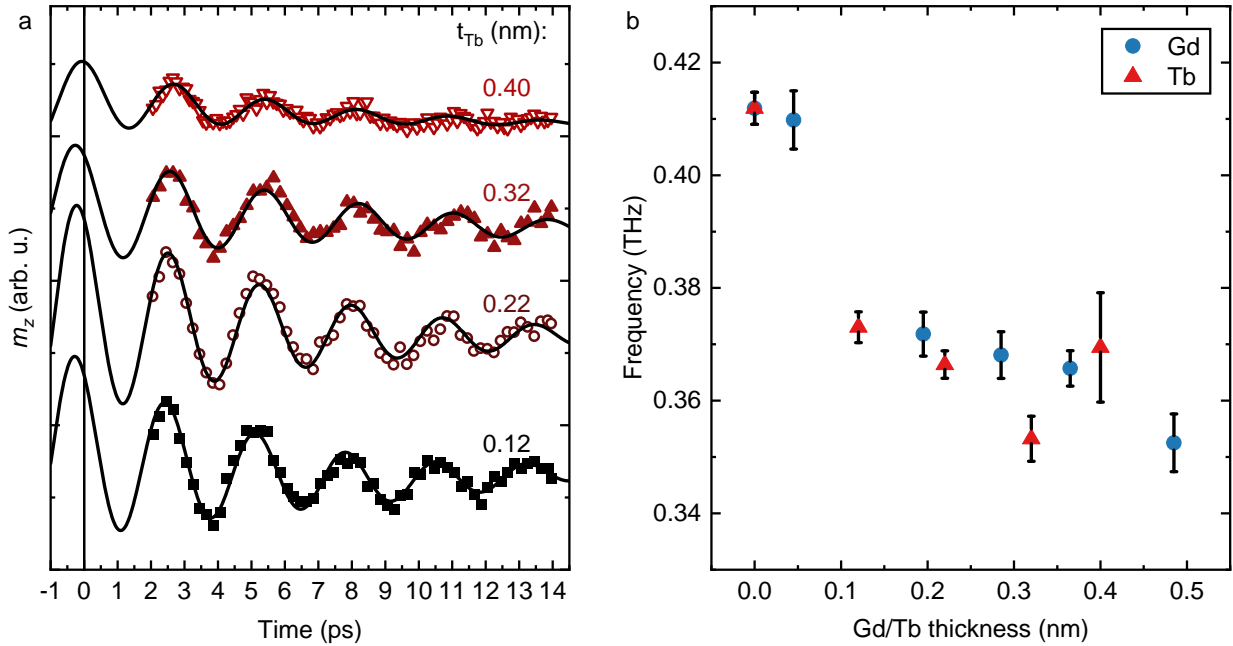 a
t_Tb (nm):
0.40
0.32
0.22
0.12
m_z (arb. u.)
-1 0 1 2 3 4 5 6 7 8 9 10 11 12 13 14
Time (ps)
b
Gd
Tb
0.42
0.40
0.38
0.36
0.34
Frequency (THz)
0.0 0.1 0.2 0.3 0.4 0.5
Gd/Tb thickness (nm)